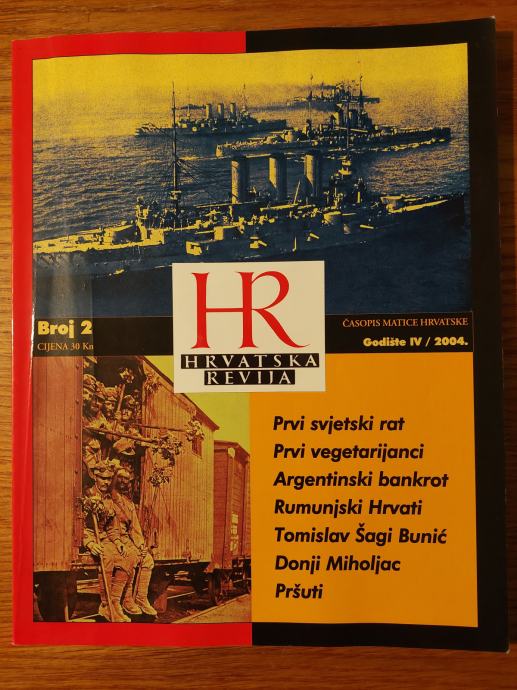 HR
HRVATSKA
REVIJA
Broj 2
CIJENA 30 Kn
ČASOPIS MATICE HRVATSKE
Godište IV / 2004.
Prvi svjetski rat
Prvi vegetarijanci
Argentinski bankrot
Rumunjski Hrvati
Tomislav Šagi Bunić
Donji Miholjac
Pršuti